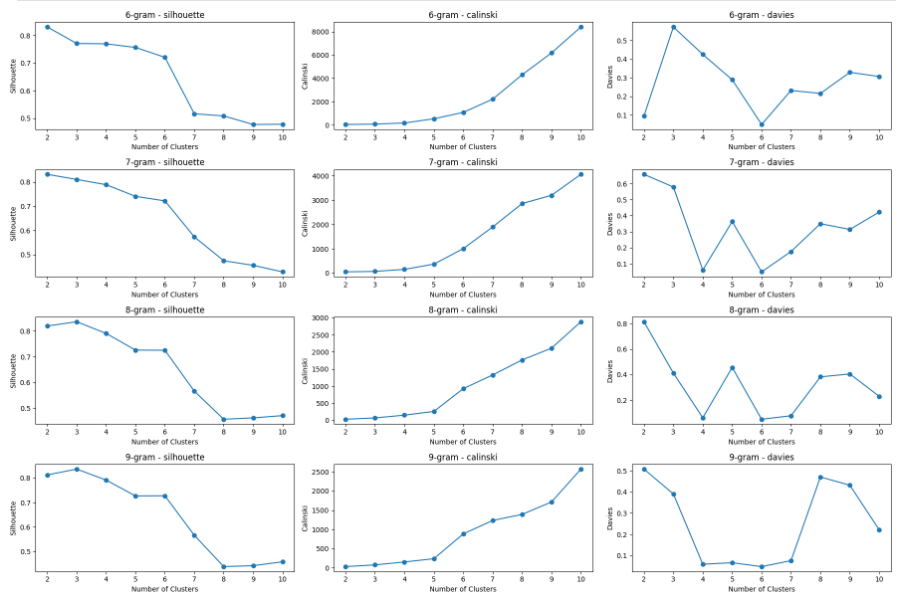 6-gram - silhouette
Silhouette
0.8
0.7
0.6
0.5
2 3 4 5 6 7 8 9 10
Number of Clusters
6-gram - calinski
Calinski
8000
6000
4000
2000
0
2 3 4 5 6 7 8 9 10
Number of Clusters
6-gram - davies
Davies
0.5
0.4
0.3
0.2
0.1
2 3 4 5 6 7 8 9 10
Number of Clusters
7-gram - silhouette
Silhouette
0.8
0.7
0.6
0.5
2 3 4 5 6 7 8 9 10
Number of Clusters
7-gram - calinski
Calinski
4000
3000
2000
1000
0
2 3 4 5 6 7 8 9 10
Number of Clusters
7-gram - davies
Davies
0.6
0.5
0.4
0.3
0.2
0.1
2 3 4 5 6 7 8 9 10
Number of Clusters
8-gram - silhouette
Silhouette
0.8
0.7
0.6
0.5
2 3 4 5 6 7 8 9 10
Number of Clusters
8-gram - calinski
Calinski
3000
2500
2000
1500
1000
500
0
2 3 4 5 6 7 8 9 10
Number of Clusters
8-gram - davies
Davies
0.8
0.6
0.4
0.2
2 3 4 5 6 7 8 9 10
Number of Clusters
9-gram - silhouette
Silhouette
0.8
0.7
0.6
0.5
2 3 4 5 6 7 8 9 10
Number of Clusters
9-gram - calinski
Calinski
2500
2000
1500
1000
500
0
2 3 4 5 6 7 8 9 10
Number of Clusters
9-gram - davies
Davies
0.5
0.4
0.3
0.2
0.1
2 3 4 5 6 7 8 9 10
Number of Clusters